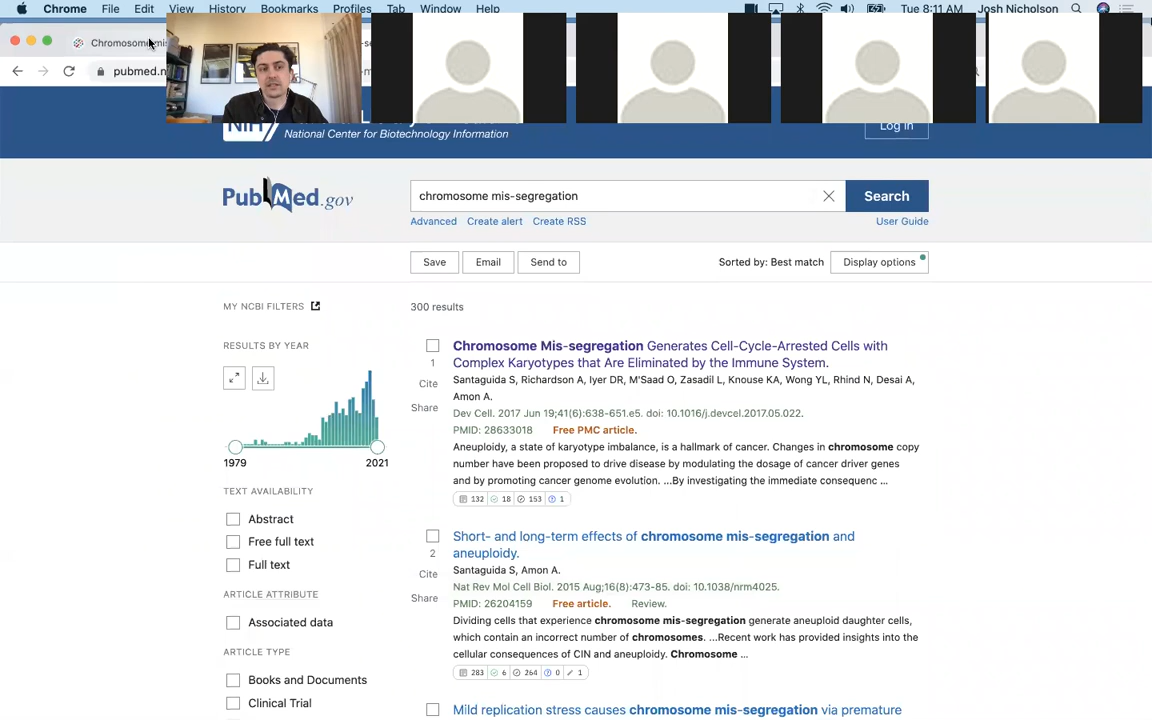 Chrome File Edit View History Bookmarks Profiles Tab Window Help Tue 8:11 AM Josh Nicholson
Chromosome mis
pubmed.n
NIH
National Center for Biotechnology Information
Log in
PubMed.gov
chromosome mis-segregation
Search
Advanced Create alert Create RSS
User Guide
Save Email Send to
Sorted by: Best match
Display options
MY NCBI FILTERS
300 results
RESULTS BY YEAR
1979 2021
TEXT AVAILABILITY
Abstract
Free full text
Full text
ARTICLE ATTRIBUTE
Associated data
ARTICLE TYPE
Books and Documents
Clinical Trial
1
Cite
Share
Chromosome Mis-segregation Generates Cell-Cycle-Arrested Cells with
Complex Karyotypes that Are Eliminated by the Immune System.
Santaguida S, Richardson A, Iyer DR, M'Saad O, Zasadil L, Knouse KA, Wong YL, Rhind N, Desai A,
Amon A.
Dev Cell. 2017 Jun 19;41(6):638-651.e5. doi: 10.1016/j.devcel.2017.05.022.
PMID: 28633018 Free PMC article.
Aneuploidy, a state of karyotype imbalance, is a hallmark of cancer. Changes in chromosome copy
number have been proposed to drive disease by modulating the dosage of cancer driver genes
and by promoting cancer genome evolution. ...By investigating the immediate consequenc ...
132 18 153 1
2
Cite
Share
Short- and long-term effects of chromosome mis-segregation and
aneuploidy.
Santaguida S, Amon A.
Nat Rev Mol Cell Biol. 2015 Aug;16(8):473-85. doi: 10.1038/nrm4025.
PMID: 26204159 Free article. Review.
Dividing cells that experience chromosome mis-segregation generate aneuploid daughter cells,
which contain an incorrect number of chromosomes. ...Recent work has provided insights into the
cellular consequences of CIN and aneuploidy. Chromosome ...
283 6 264 0 1
Mild replication stress causes chromosome mis-segregation via premature